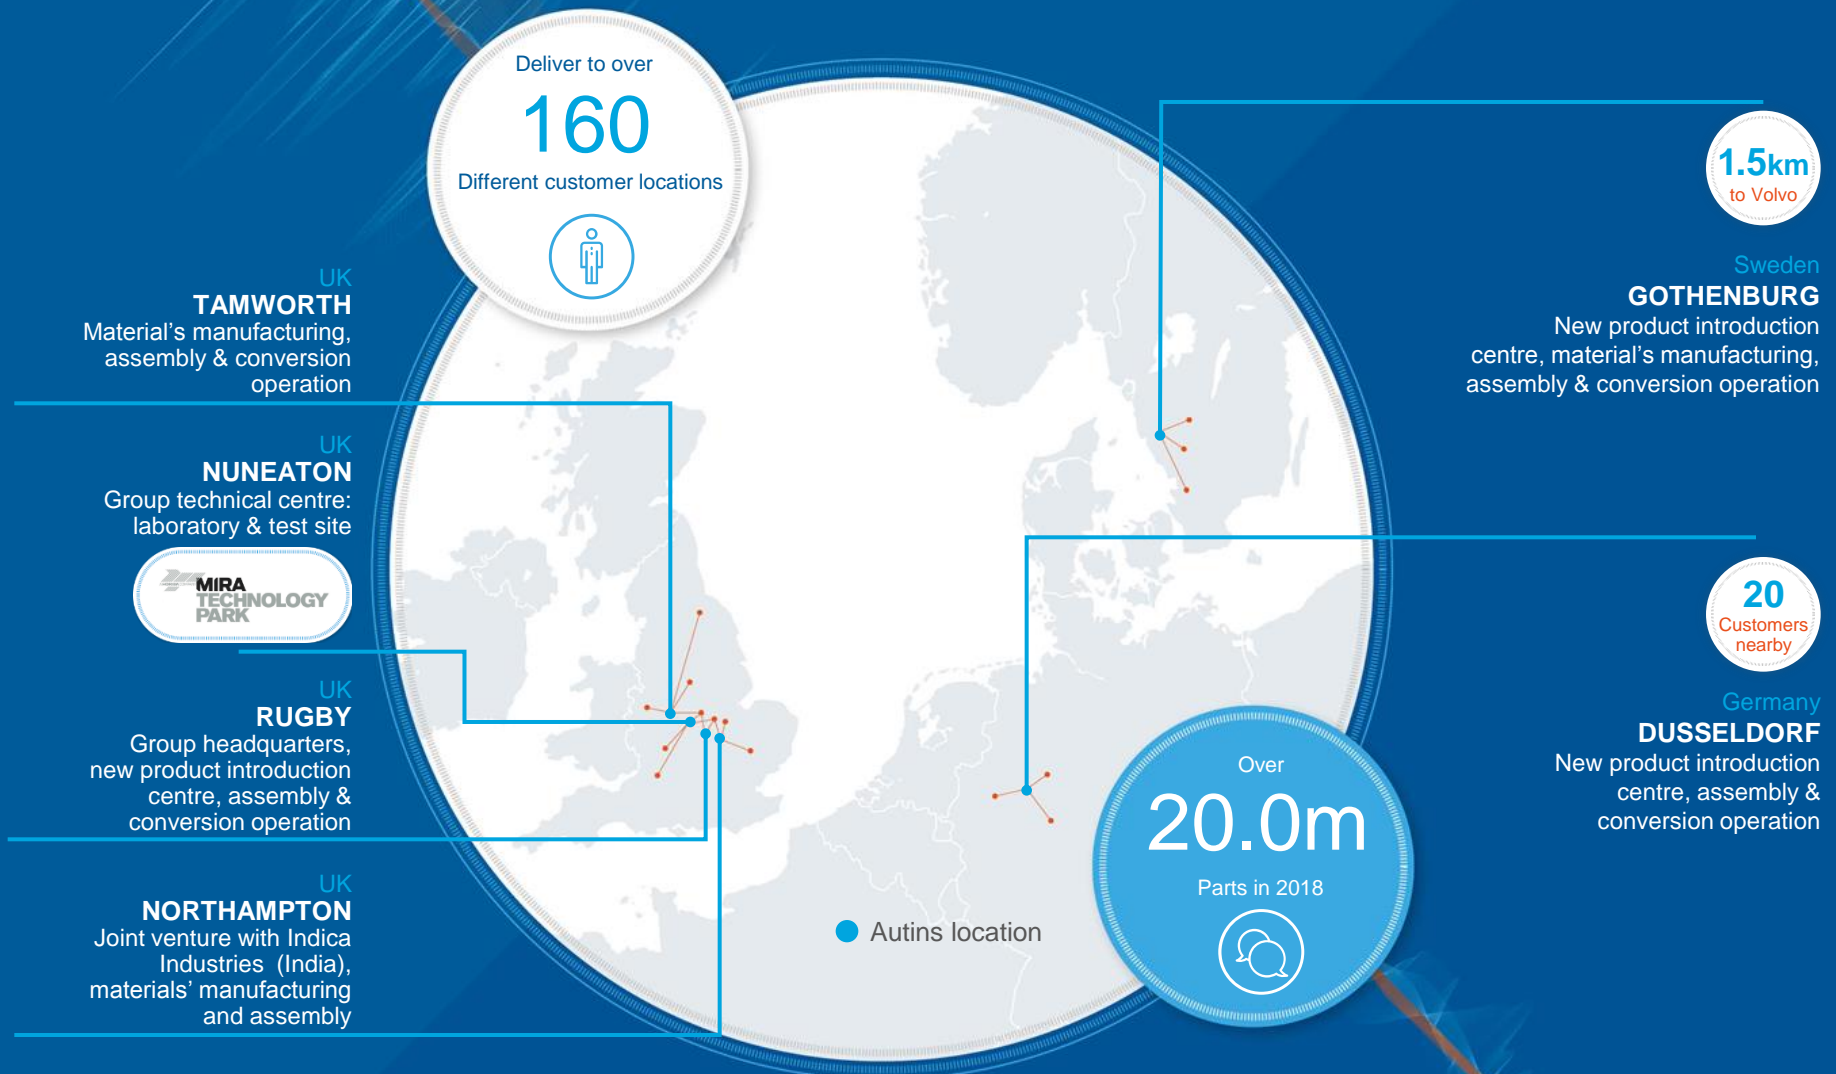 Deliver to over
160
Different customer locations
UK
TAMWORTH
Material’s manufacturing,
assembly & conversion
operation
UK
NUNEATON
Group technical centre:
laboratory & test site
MIRA
TECHNOLOGY
PARK
UK
RUGBY
Group headquarters,
new product introduction
centre, assembly &
conversion operation
UK
NORTHAMPTON
Joint venture with Indica
Industries (India),
materials’ manufacturing
and assembly
1.5km
to Volvo
Sweden
GOTHENBURG
New product introduction
centre, material’s manufacturing,
assembly & conversion operation
20
Customers
nearby
Germany
DUSSELDORF
New product introduction
centre, assembly &
conversion operation
Over
20.0m
Parts in 2018
Autins location